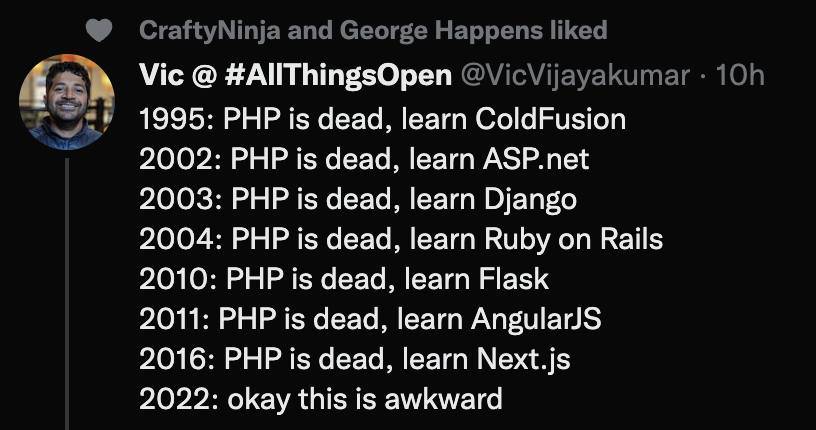 CraftyNinja and George Happens liked
Vic @ #AllThingsOpen @VicVijayakumar · 10h
1995: PHP is dead, learn ColdFusion
2002: PHP is dead, learn ASP.net
2003: PHP is dead, learn Django
2004: PHP is dead, learn Ruby on Rails
2010: PHP is dead, learn Flask
2011: PHP is dead, learn AngularJS
2016: PHP is dead, learn Next.js
2022: okay this is awkward